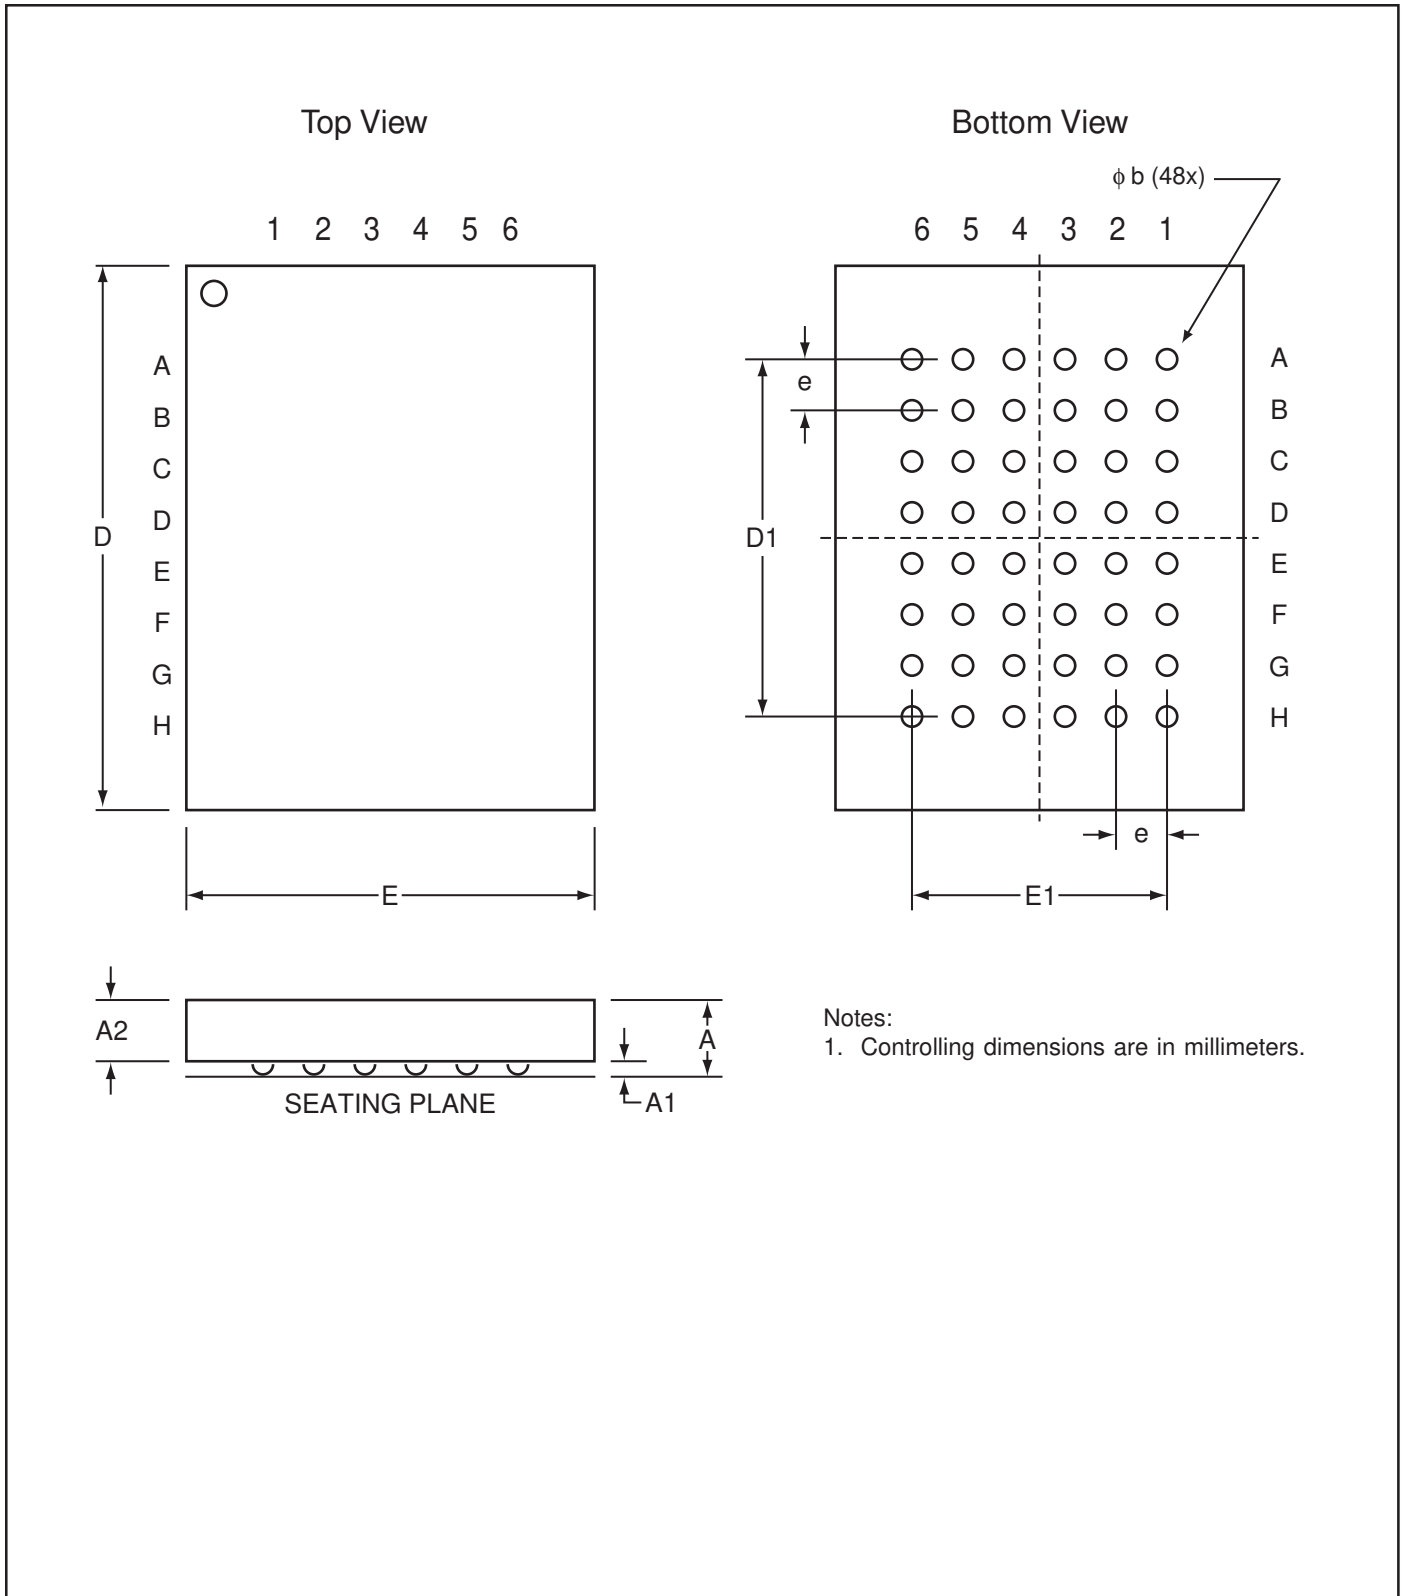 Top View
Bottom View
ϕ b (48x)
1 2 3 4 5 6
6 5 4 3 2 1
A
B
C
D
E
F
G
H
D
E
A
B
C
D
E
F
G
H
e
D1
e
E1
A2
A
A1
SEATING PLANE
Notes:
1. Controlling dimensions are in millimeters.